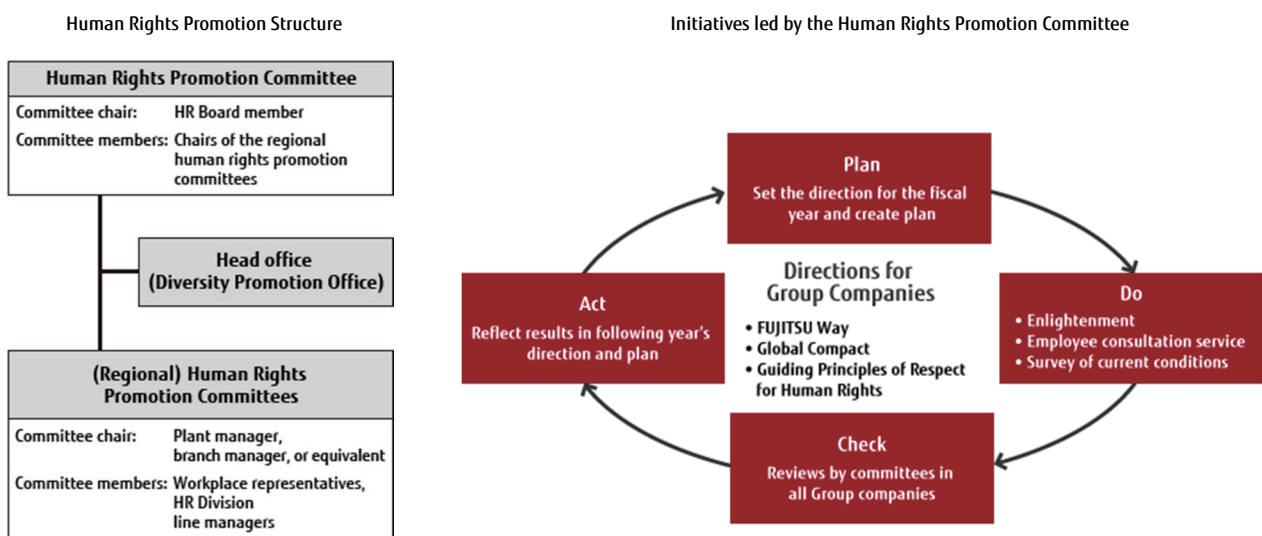 Human Rights Promotion Structure
Human Rights Promotion Committee
Committee chair: HR Board member
Committee members: Chairs of the regional
human rights promotion
committees
Head office
(Diversity Promotion Office)
(Regional) Human Rights
Promotion Committees
Committee chair: Plant manager,
branch manager, or equivalent
Committee members: Workplace representatives,
HR Division
line managers
Initiatives led by the Human Rights Promotion Committee
Plan
Set the direction for the fiscal
year and create plan
Do
• Enlightenment
• Employee consultation service
• Survey of current conditions
Check
Reviews by committees in
all Group companies
Act
Reflect results in following year's
direction and plan
Directions for
Group Companies
• FUJITSU Way
• Global Compact
• Guiding Principles of Respect
for Human Rights